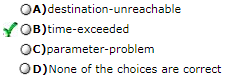 A)destination-unreachable
B)time-exceeded
C)parameter-problem
D)None of the choices are correct